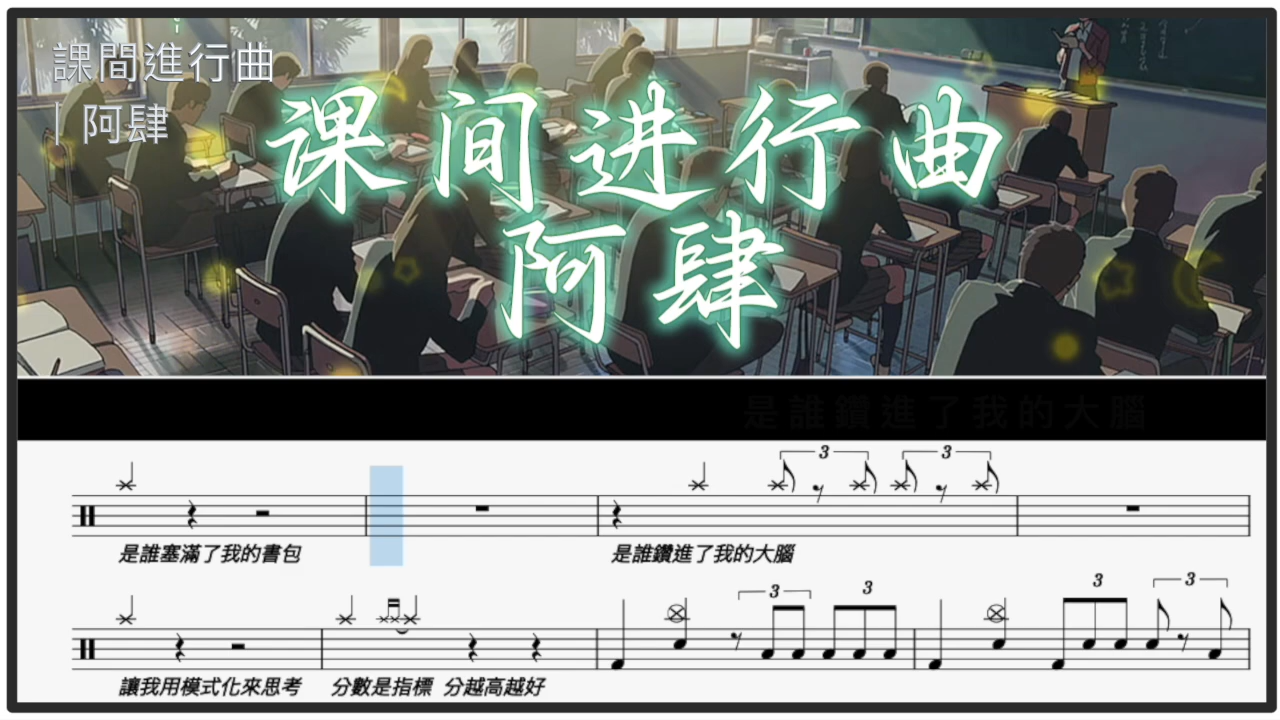 課間進行曲
| 阿肆
课间进行曲
阿肆
是誰鑽進了我的大腦
3
3
是誰塞滿了我的書包
是誰鑽進了我的大腦
3
3
3
3
讓我用模式化來思考
分數是指標 分越高越好